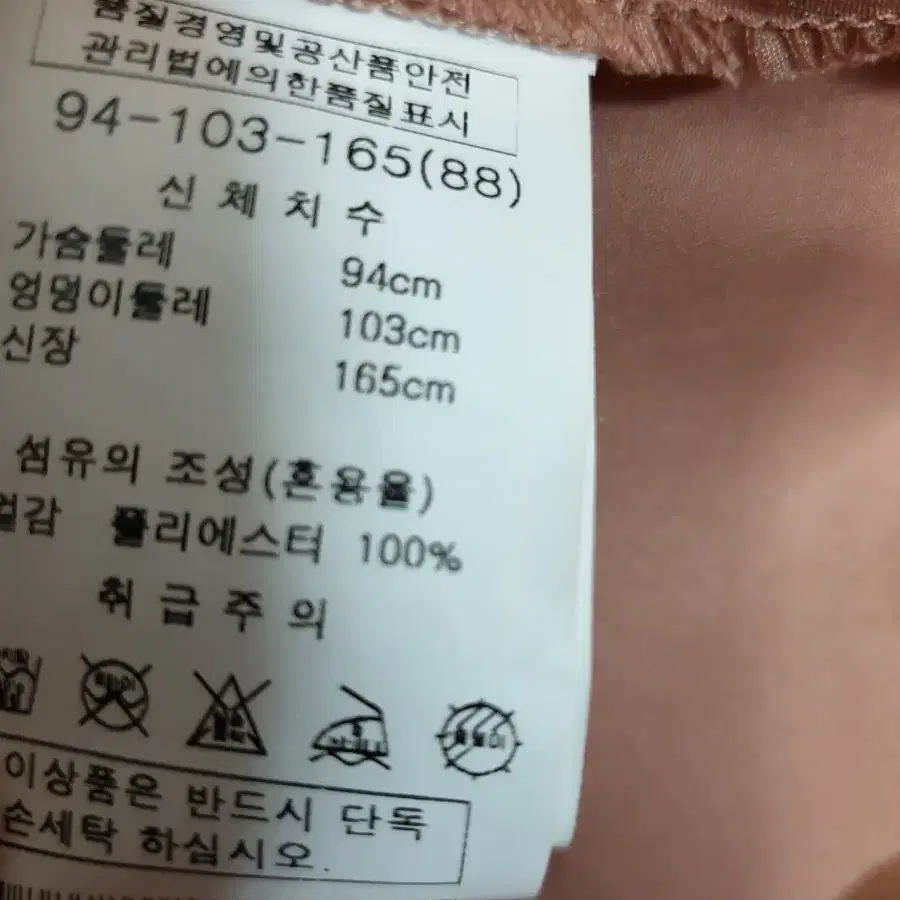 품질경영및공산품안전
관리법에의한품질표시
94-103-165(88)
신체치수
가슴둘레 94cm
엉덩이둘레 103cm
신장 165cm
섬유의 조성(혼용율)
겉감 폴리에스터 100%
취급주의
이상품은 반드시 단독
손세탁 하십시오.